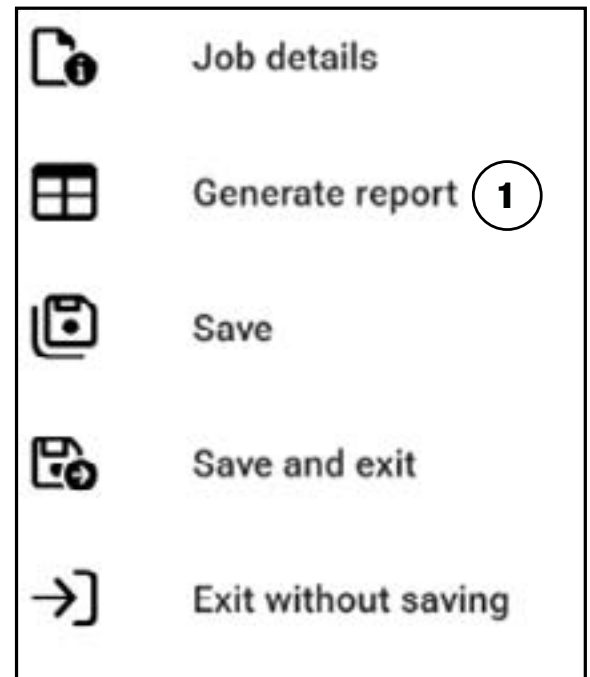 Job details
Generate report 1
Save
Save and exit
Exit without saving